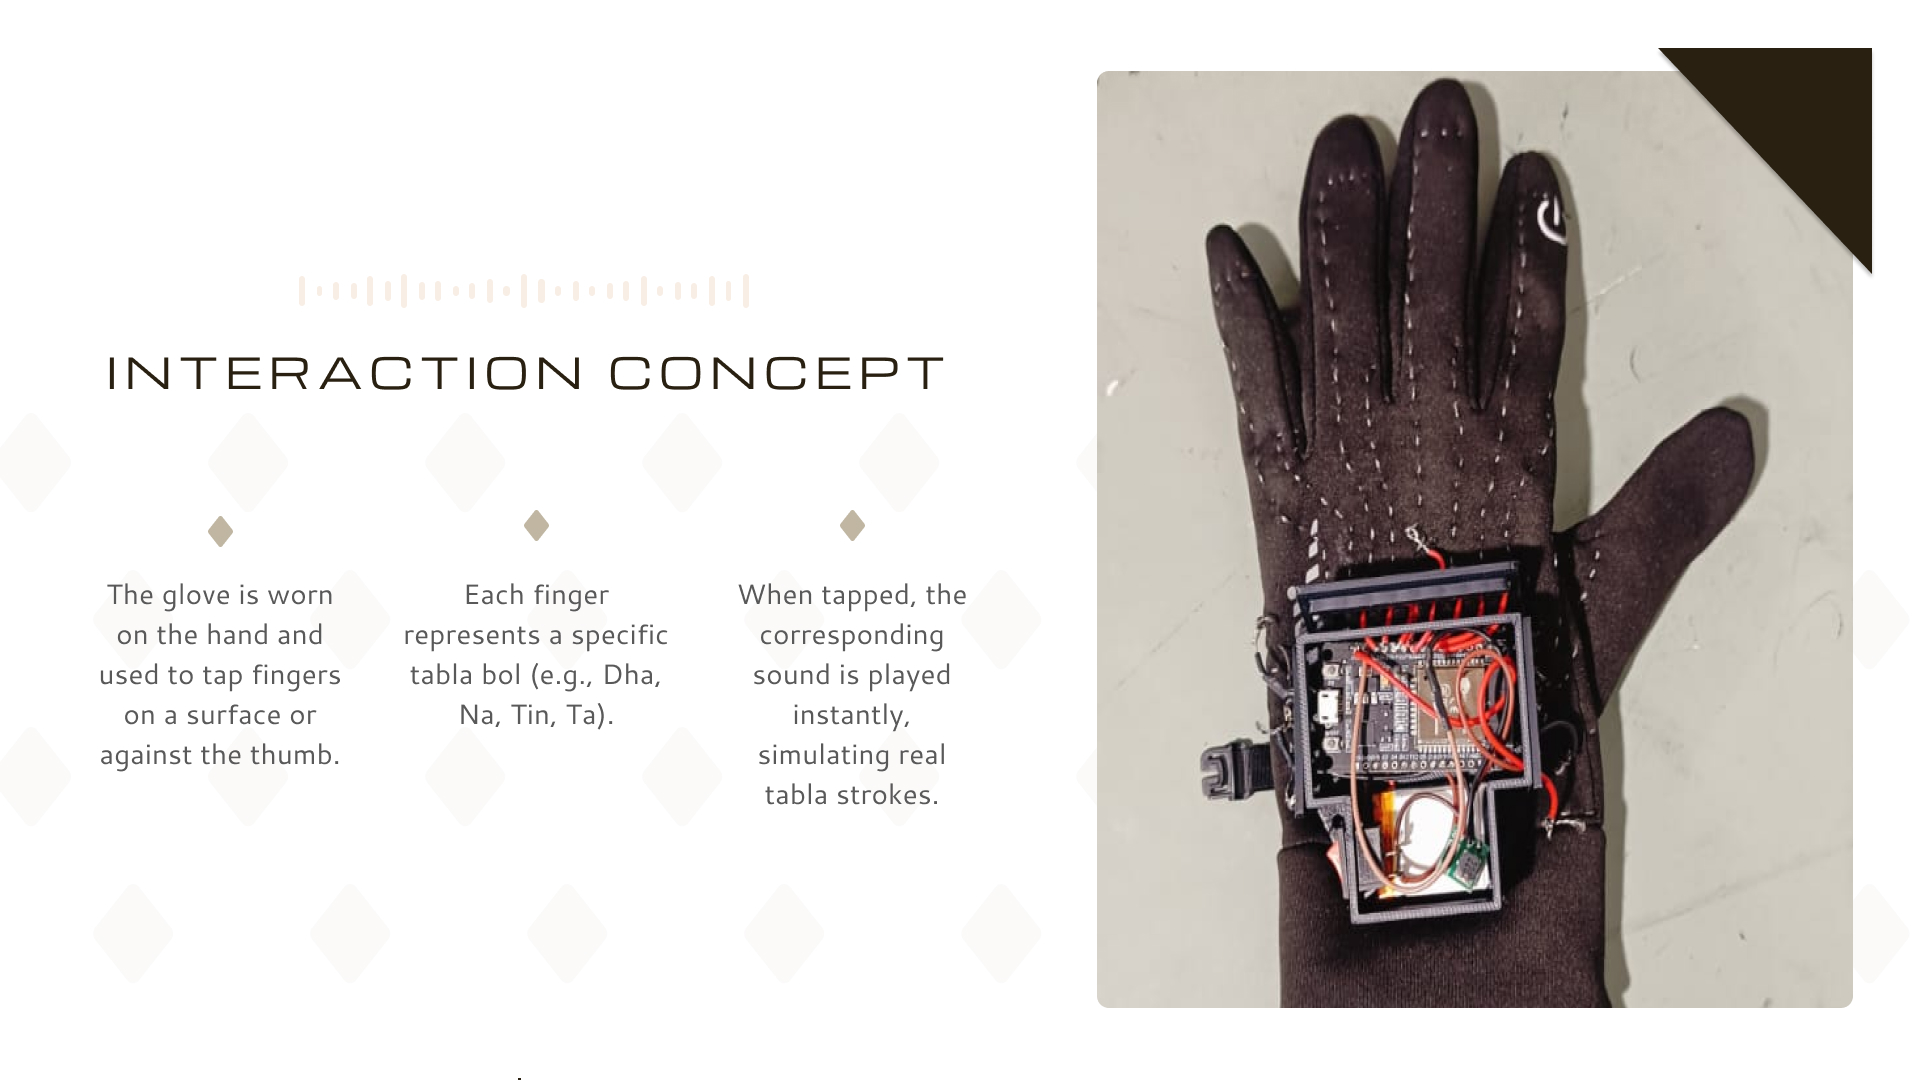 INTERACTION CONCEPT
The glove is worn
on the hand and
used to tap fingers
on a surface or
against the thumb.
Each finger
represents a specific
tabla bol (e.g., Dha,
Na, Tin, Ta).
When tapped, the
corresponding
sound is played
instantly,
simulating real
tabla strokes.